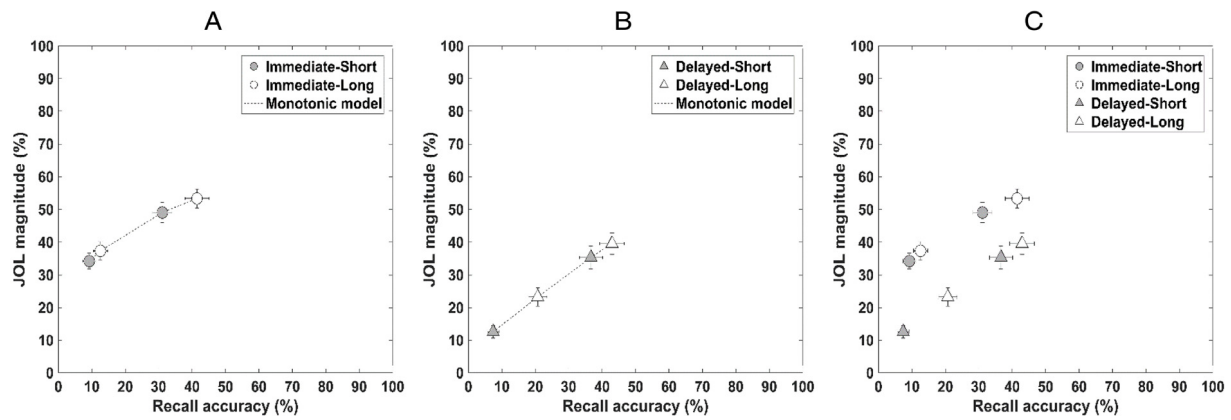 A
100
90
80
70
60
50
40
30
20
10
0
JOL magnitude (%)
Immediate-Short
Immediate-Long
Monotonic model
0 10 20 30 40 50 60 70 80 90 100
Recall accuracy (%)
B
100
90
80
70
60
50
40
30
20
10
0
JOL magnitude (%)
Delayed-Short
Delayed-Long
Monotonic model
0 10 20 30 40 50 60 70 80 90 100
Recall accuracy (%)
C
100
90
80
70
60
50
40
30
20
10
0
JOL magnitude (%)
Immediate-Short
Immediate-Long
Delayed-Short
Delayed-Long
0 10 20 30 40 50 60 70 80 90 100
Recall accuracy (%)